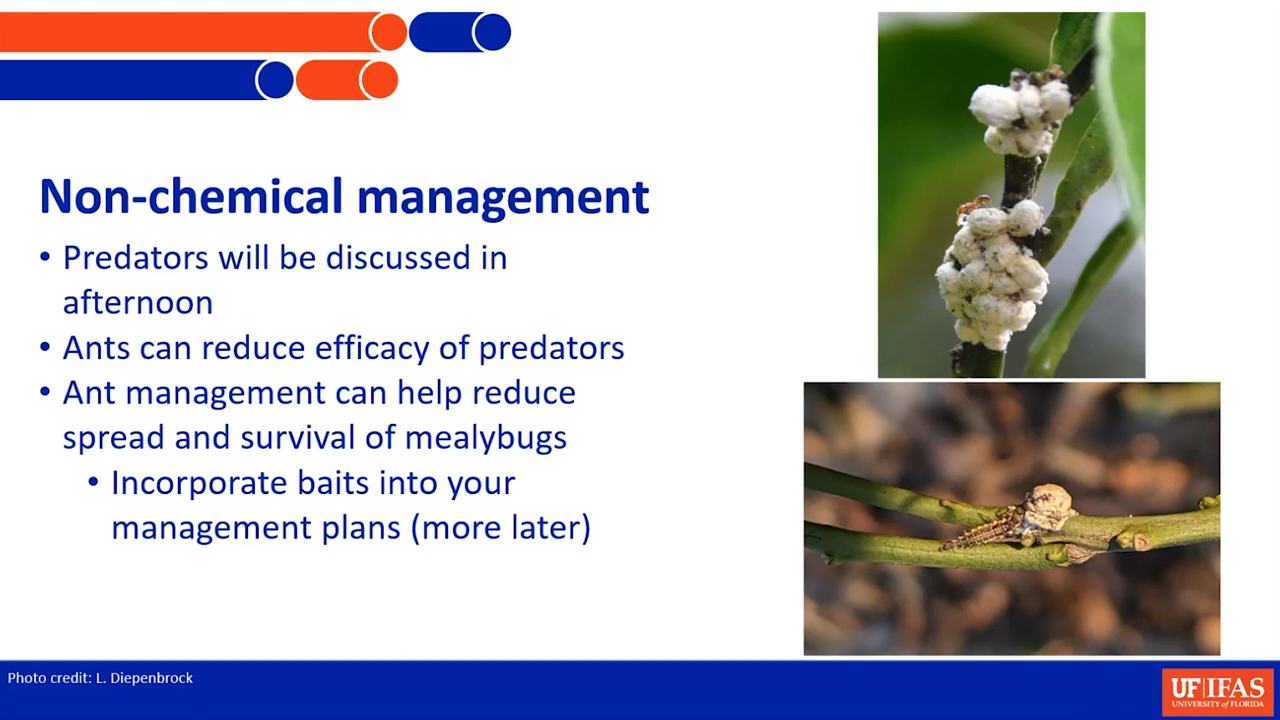 Non-chemical management
• Predators will be discussed in
afternoon
• Ants can reduce efficacy of predators
• Ant management can help reduce
spread and survival of mealybugs
• Incorporate baits into your
management plans (more later)
Photo credit: L. Diepenbrock
UF|IFAS
UNIVERSITY of FLORIDA